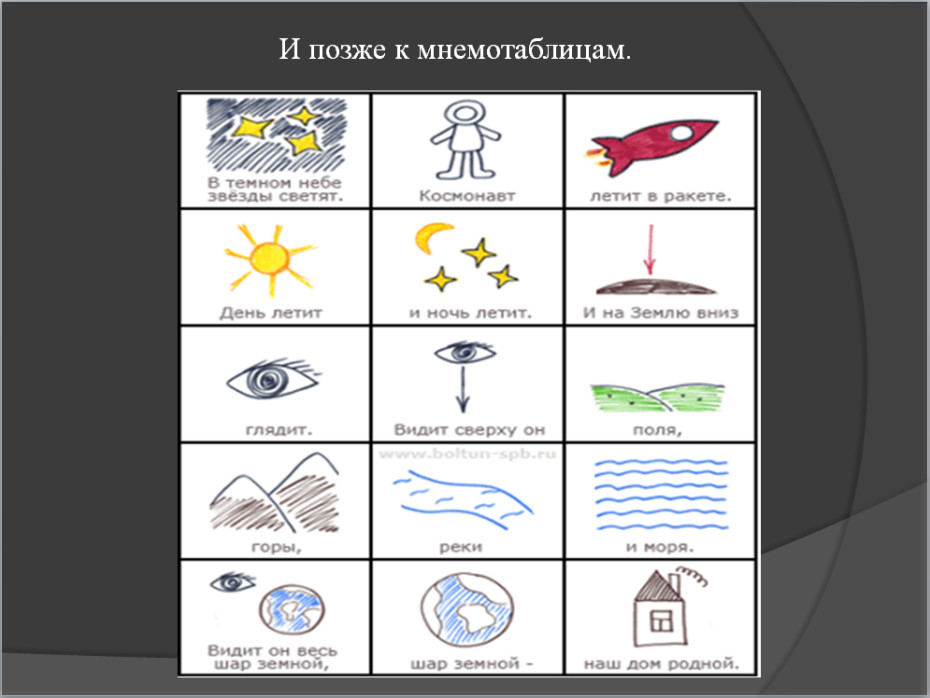 И позже к мнемотаблицам.
В темном небе
звёзды светят.
Космонавт
летит в ракете.
День летит
и ночь летит.
И на Землю вниз
глядит.
Видит сверху он
поля,
www.boltun-spb.ru
горы,
реки
и моря.
Видит он весь
шар земной,
шар земной -
наш дом родной.